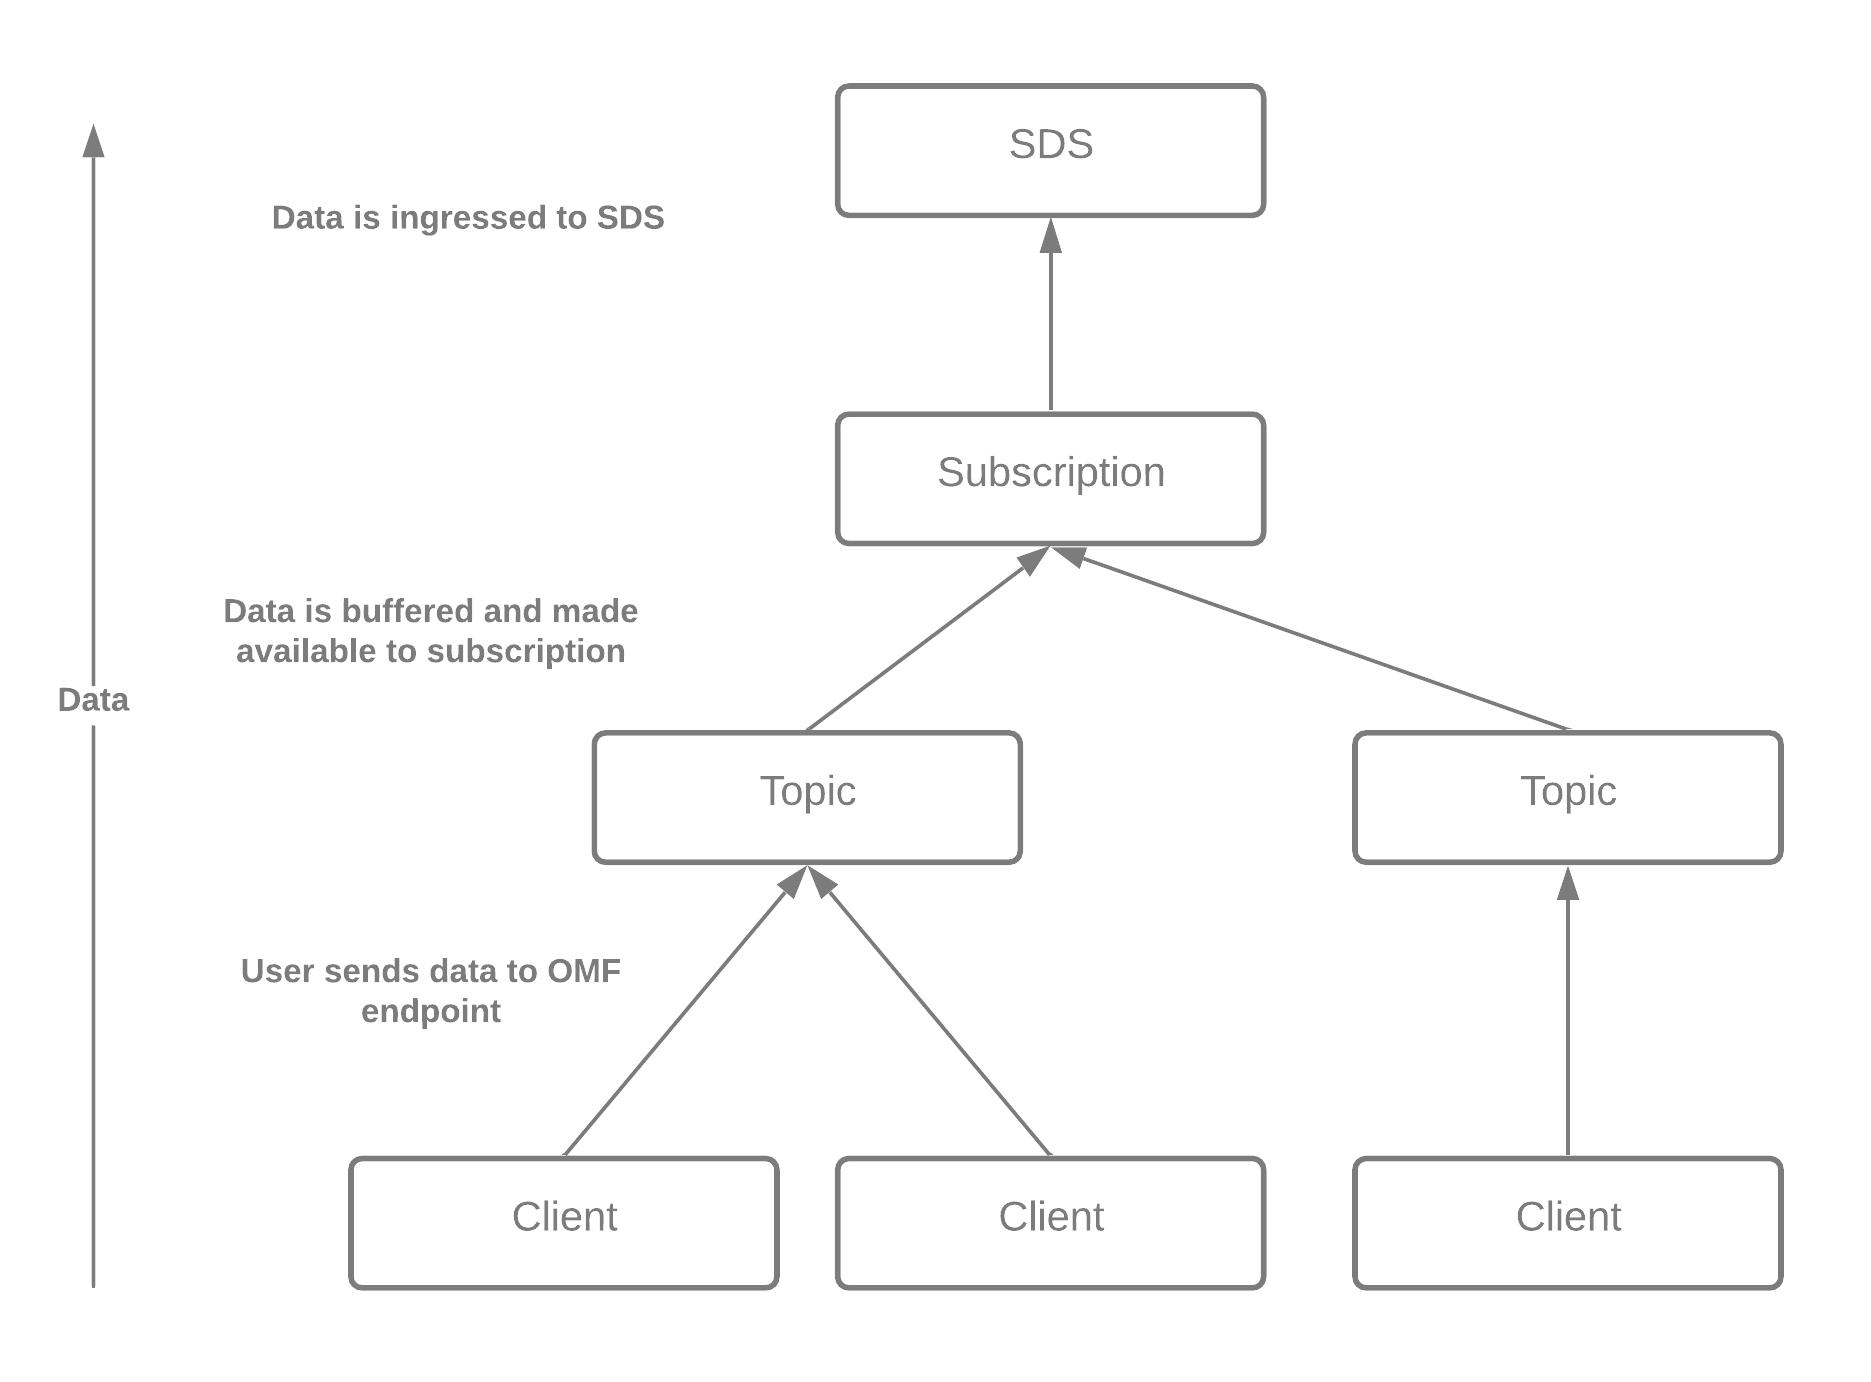 SDS
Data is ingressed to SDS
Subscription
Data is buffered and made
available to subscription
Data
Topic
Topic
User sends data to OMF
endpoint
Client
Client
Client